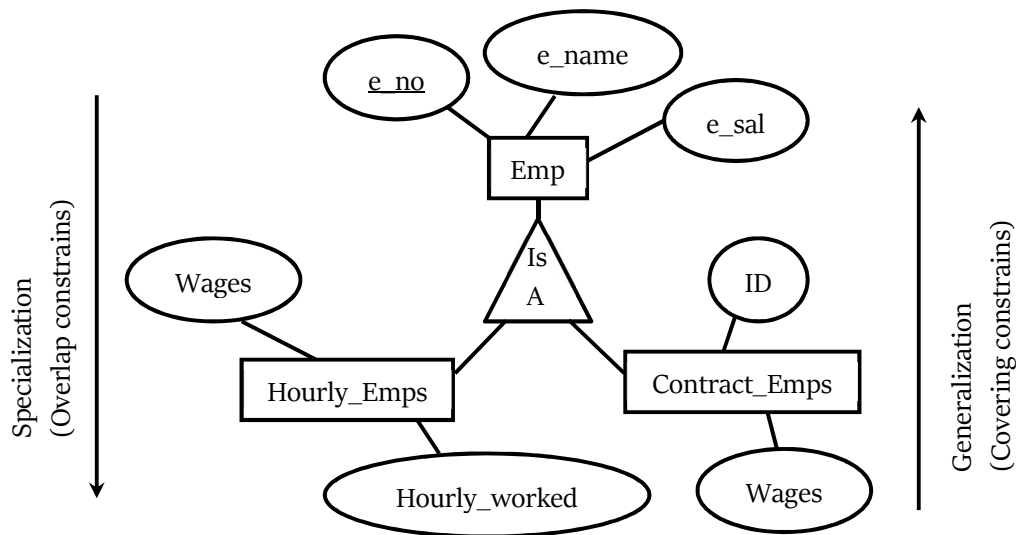 e_no
e_name
e_sal
Emp
Is
A
Wages
ID
Hourly_Emps
Contract_Emps
Hourly_worked
Wages
Specialization
(Overlap constrains)
Generalization
(Covering constrains)